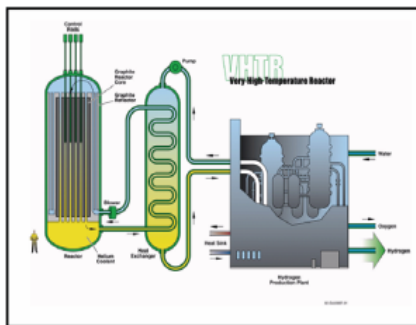 Control
Rods
Graphite
Reactor
Core
Graphite
Reflector
Blower
Reactor
Helium
Coolant
Heat
Exchanger
Pump
VHTR
Very-High-Temperature Reactor
Water
Oxygen
Hydrogen
Heat Sink
Hydrogen
Production Plant